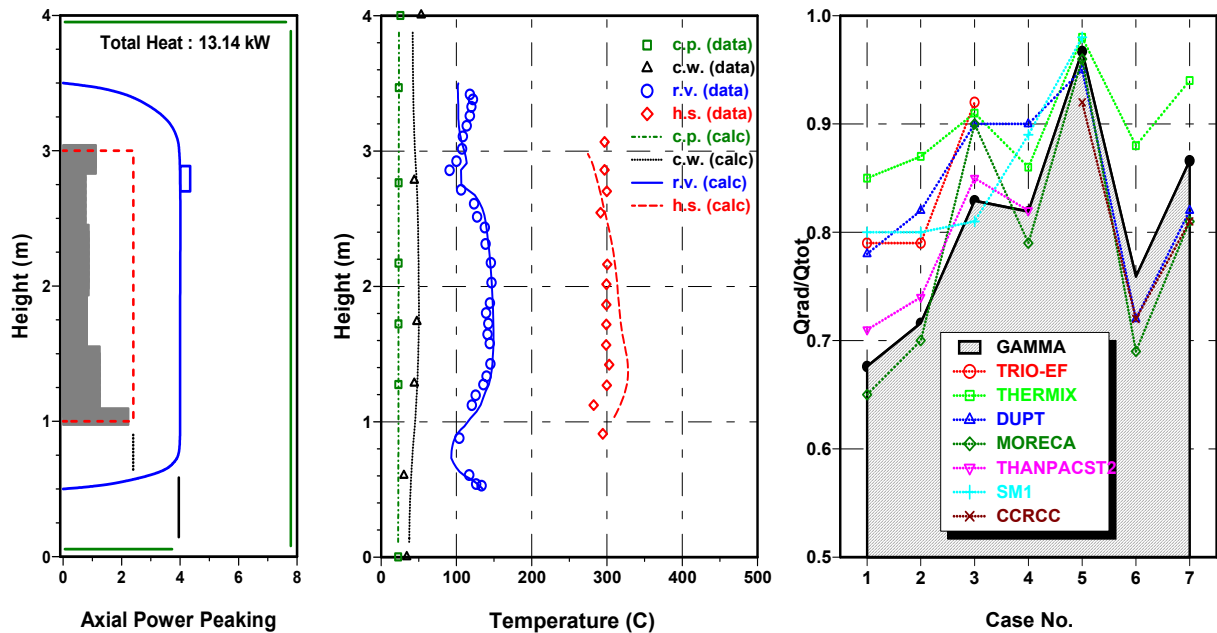 Total Heat : 13.14 kW
Height (m)
4
3
2
1
0
0
2
4
6
8
Axial Power Peaking
Height (m)
4
3
2
1
0
c.p. (data)
c.w. (data)
r.v. (data)
h.s. (data)
c.p. (calc)
c.w. (calc)
r.v. (calc)
h.s. (calc)
0
100
200
300
400
500
Temperature (C)
Qrad/Qtot
1.0
0.9
0.8
0.7
0.6
0.5
GAMMA
TRIO-EF
THERMIX
DUPT
MORECA
THANPACST2
SM1
CCRCC
1
2
3
4
5
6
7
Case No.